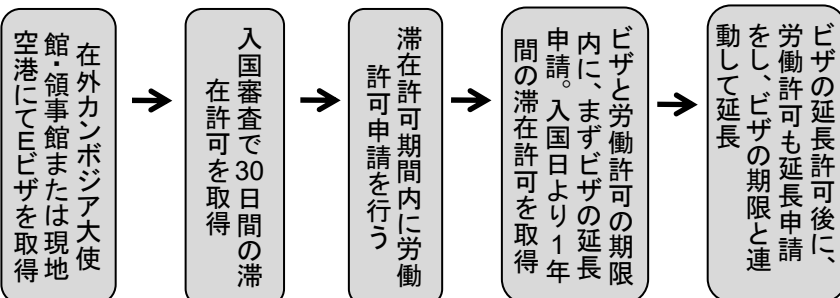 在外カンボジア大使
館・領事館または現地
空港にてEビザを取得
入国審査で30日間の滞
在許可を取得
滞在許可期間内に労働
許可申請を行う
ビザと労働許可の期限
内に、まずビザの延長
申請。入国日より1年
間の滞在許可を取得
ビザの延長許可後に、
労働許可も延長申請
をし、ビザの期限と連
動して延長